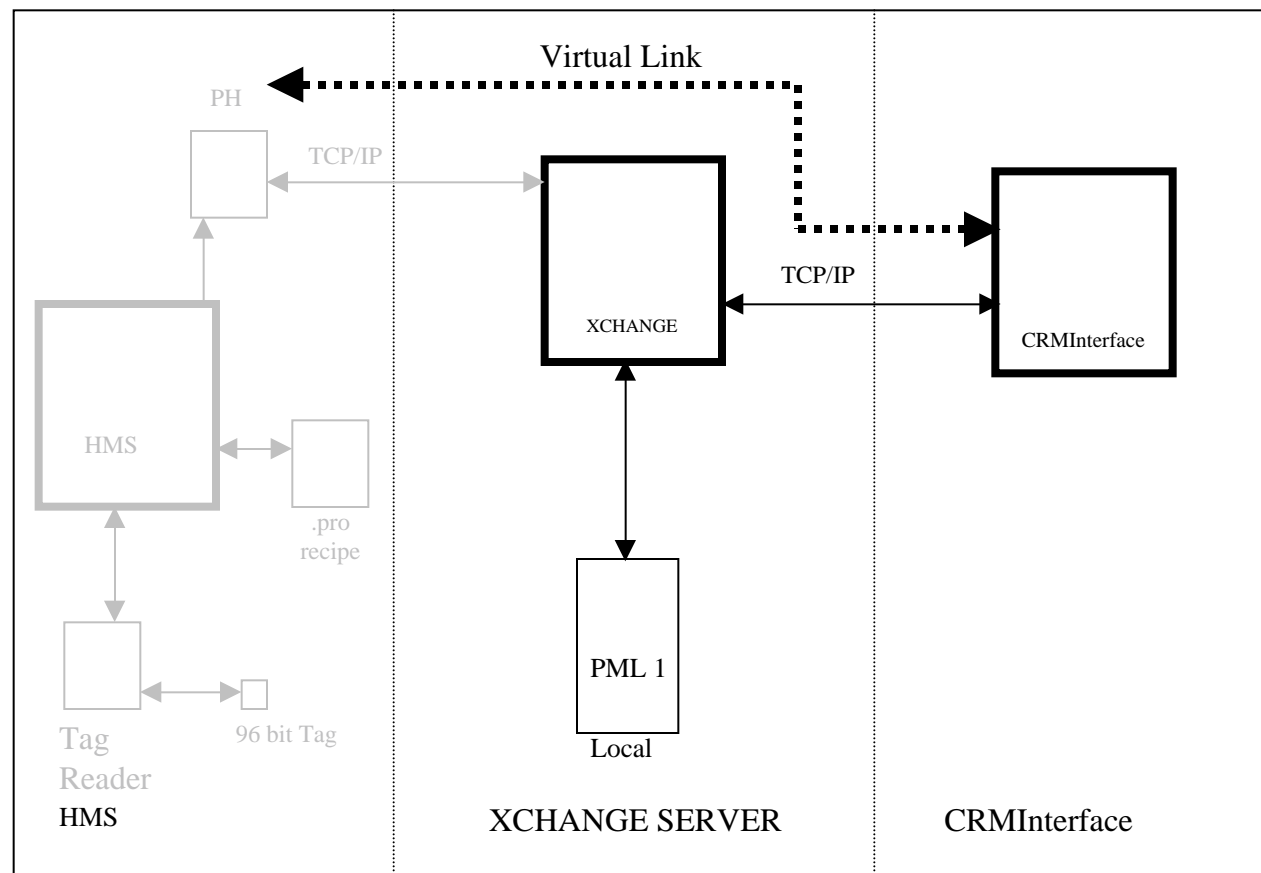 Virtual Link
PH
TCP/IP
TCP/IP
XCHANGE
CRMInterface
HMS
.pro
recipe
PML 1
Local
96 bit Tag
Tag
Reader
HMS
XCHANGE SERVER
CRMInterface